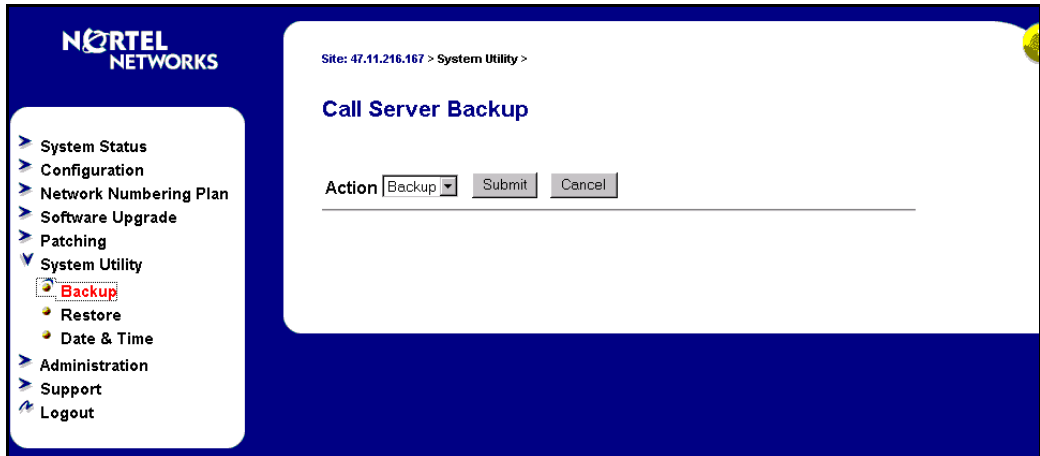 NORTEL
NETWORKS
Site: 47.11.216.167 > System Utility >
Call Server Backup
Action Backup Submit Cancel
System Status
Configuration
Network Numbering Plan
Software Upgrade
Patching
System Utility
Backup
Restore
Date & Time
Administration
Support
Logout